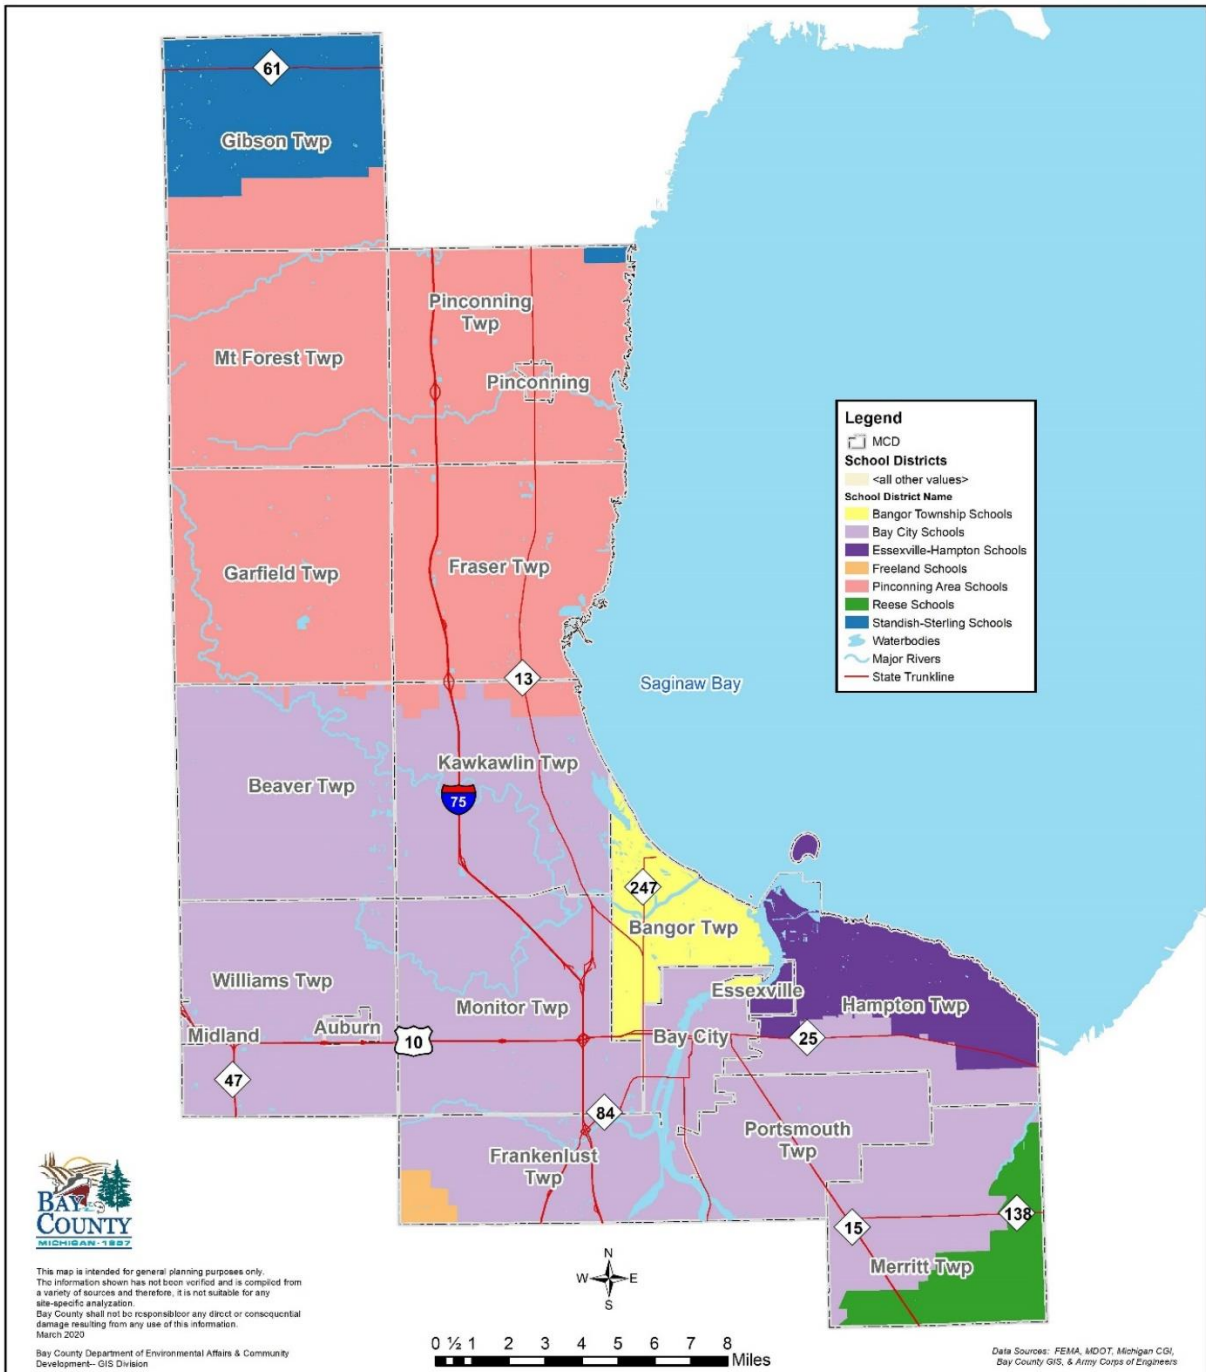 61
Gibson Twp
Pinconning
Twp
Mt Forest Twp
Pinconning
Garfield Twp
Fraser Twp
13
Saginaw Bay
Kawkawlin Twp
Beaver Twp
75
247
Bangor Twp
Williams Twp
Essexville
Monitor Twp
Hampton Twp
Midland
Auburn
10
Bay City
25
47
84
Portsmouth
Twp
Frankenlust
Twp
138
15
Merritt Twp
Legend
MCD
School Districts
<all other values>
School District Name
Bangor Township Schools
Bay City Schools
Essexville-Hampton Schools
Freeland Schools
Pinconning Area Schools
Reese Schools
Standish-Sterling Schools
Waterbodies
Major Rivers
State Trunkline
BAY
COUNTY
MICHIGAN-1857
This map is intended for general planning purposes only.
The information shown has not been verified and is compiled from
a variety of sources and therefore, it is not suitable for any
site-specific analyzation.
Bay County shall not be responsibloor any direct or consequontial
damage resulting from any use of this information.
March 2020
Bay County Department of Environmental Affairs & Community
Development-- GIS Division
N
W E
S
0 ½ 1 2 3 4 5 6 7 8
Miles
Data Sources: FEMA, MDOT, Michigan CGI,
Bay County GIS, & Army Corps of Engineers